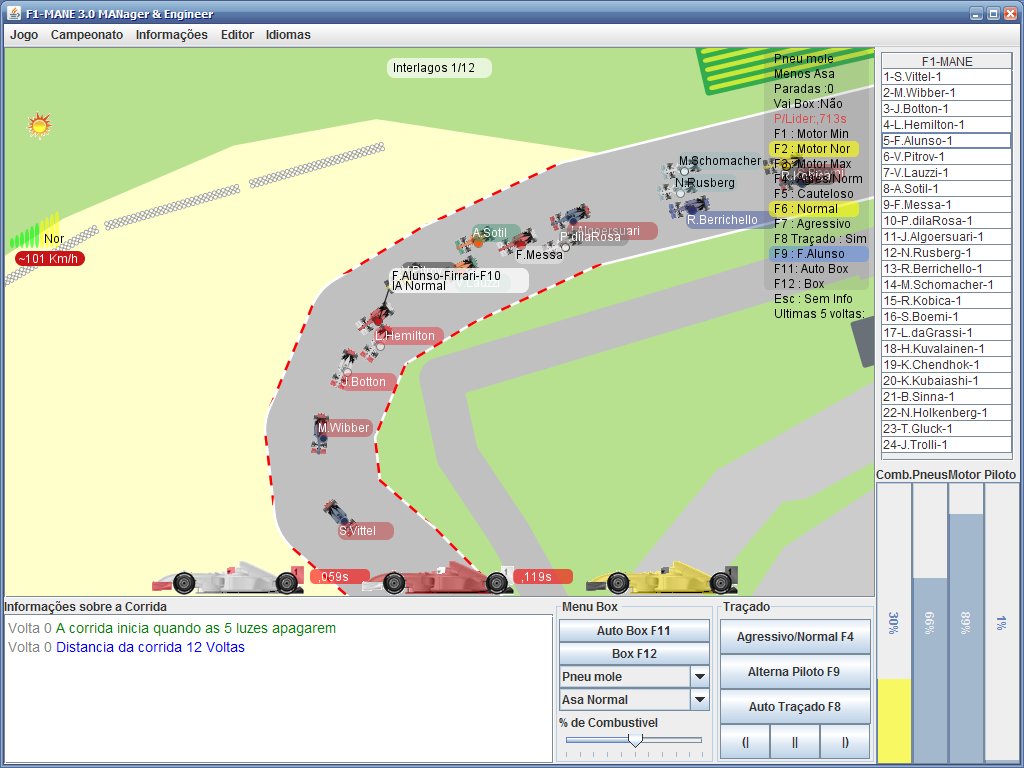 F1-MANE 3.0 MANager & Engineer
Jogo Campeonato Informações Editor Idiomas
Interlagos 1/12
Pneu mole
Menos Asa
Paradas :0
Vai Box :Não
P/Lider:,713s
F1 : Motor Min
F2 : Motor Nor
F3 : Motor Max
F5 : Cauteloso
F6 : Normal
F7 : Agressivo
F8 Traçado : Sim
F9 : F.Alunso
F11: Auto Box
F12 : Box
Esc : Sem Info
Ultimas 5 voltas:
Nor
~101 Km/h
M.Schomacher
R.Kobica
N.Rusberg
R.Berrichello
J.Algoersuari
P.dilaRosa
A.Sotil
F.Messa
V.Lauzzi
F.Alunso-Firrari-F10
IA Normal
L.Hemilton
J.Botton
M.Wibber
S.Vittel
,059s
,119s
F1-MANE
1-S.Vittel-1
2-M.Wibber-1
3-J.Botton-1
4-L.Hemilton-1
5-F.Alunso-1
6-V.Pitrov-1
7-V.Lauzzi-1
8-A.Sotil-1
9-F.Messa-1
10-P.dilaRosa-1
11-J.Algoersuari-1
12-N.Rusberg-1
13-R.Berrichello-1
14-M.Schomacher-1
15-R.Kobica-1
16-S.Boemi-1
17-L.daGrassi-1
18-H.Kuvalainen-1
19-K.Chendhok-1
20-K.Kubaiashi-1
21-B.Sinna-1
22-N.Holkenberg-1
23-T.Gluck-1
24-J.Trolli-1
Comb.PneusMotor Piloto
30%
66%
89%
1%
Informações sobre a Corrida
Volta 0 A corrida inicia quando as 5 luzes apagarem
Volta 0 Distancia da corrida 12 Voltas
Menu Box
Auto Box F11
Box F12
Pneu mole
Asa Normal
% de Combustivel
Traçado
Agressivo/Normal F4
Alterna Piloto F9
Auto Traçado F8
(| || |)